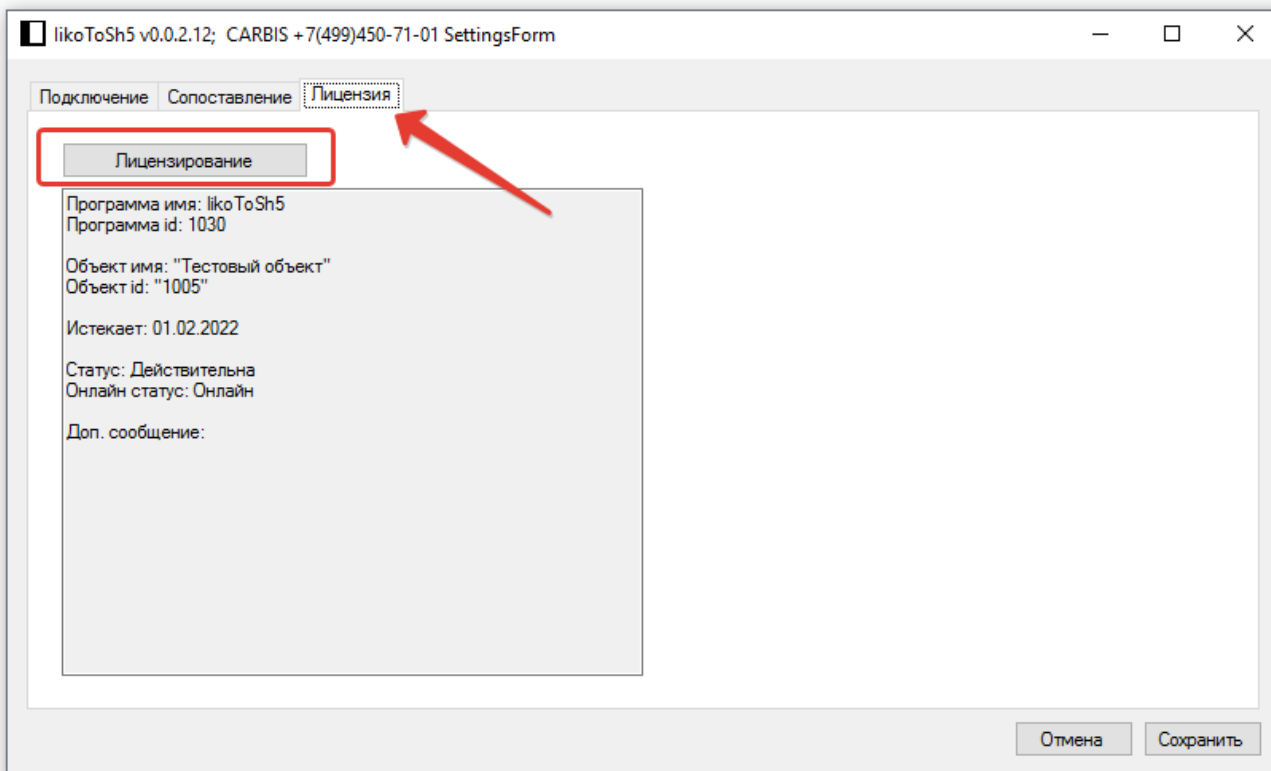 IikoToSh5 v0.0.2.12; CARBIS +7(499)450-71-01 SettingsForm
Подключение Сопоставление Лицензия
Лицензирование
Программа имя: IikoToSh5
Программа id: 1030
Объект имя: "Тестовый объект"
Объект id: "1005"
Истекает: 01.02.2022
Статус: Действительна
Онлайн статус: Онлайн
Доп. сообщение:
Отмена Сохранить